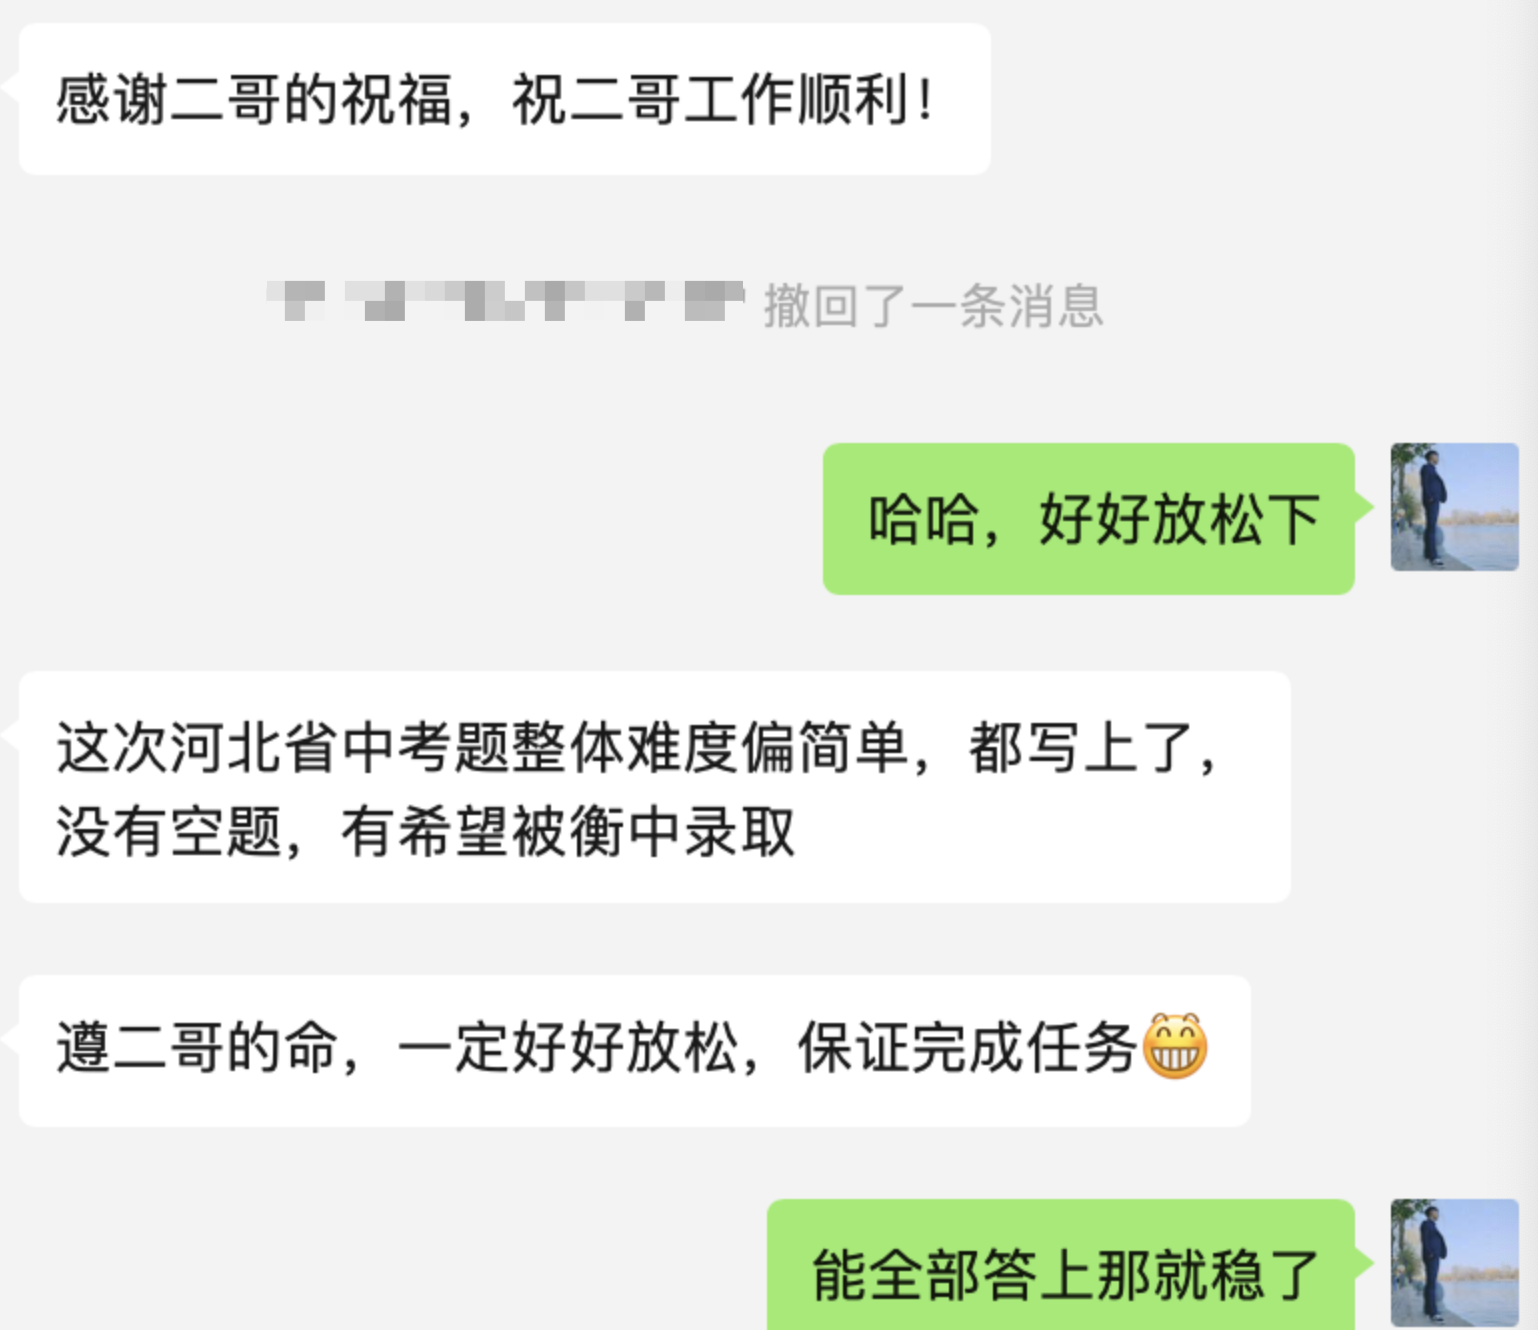 感谢二哥的祝福，祝二哥工作顺利！
撤回了一条消息
哈哈，好好放松下
这次河北省中考题整体难度偏简单，都写上了，
没有空题，有希望被衡中录取
遵二哥的命，一定好好放松，保证完成任务😁
能全部答上那就稳了